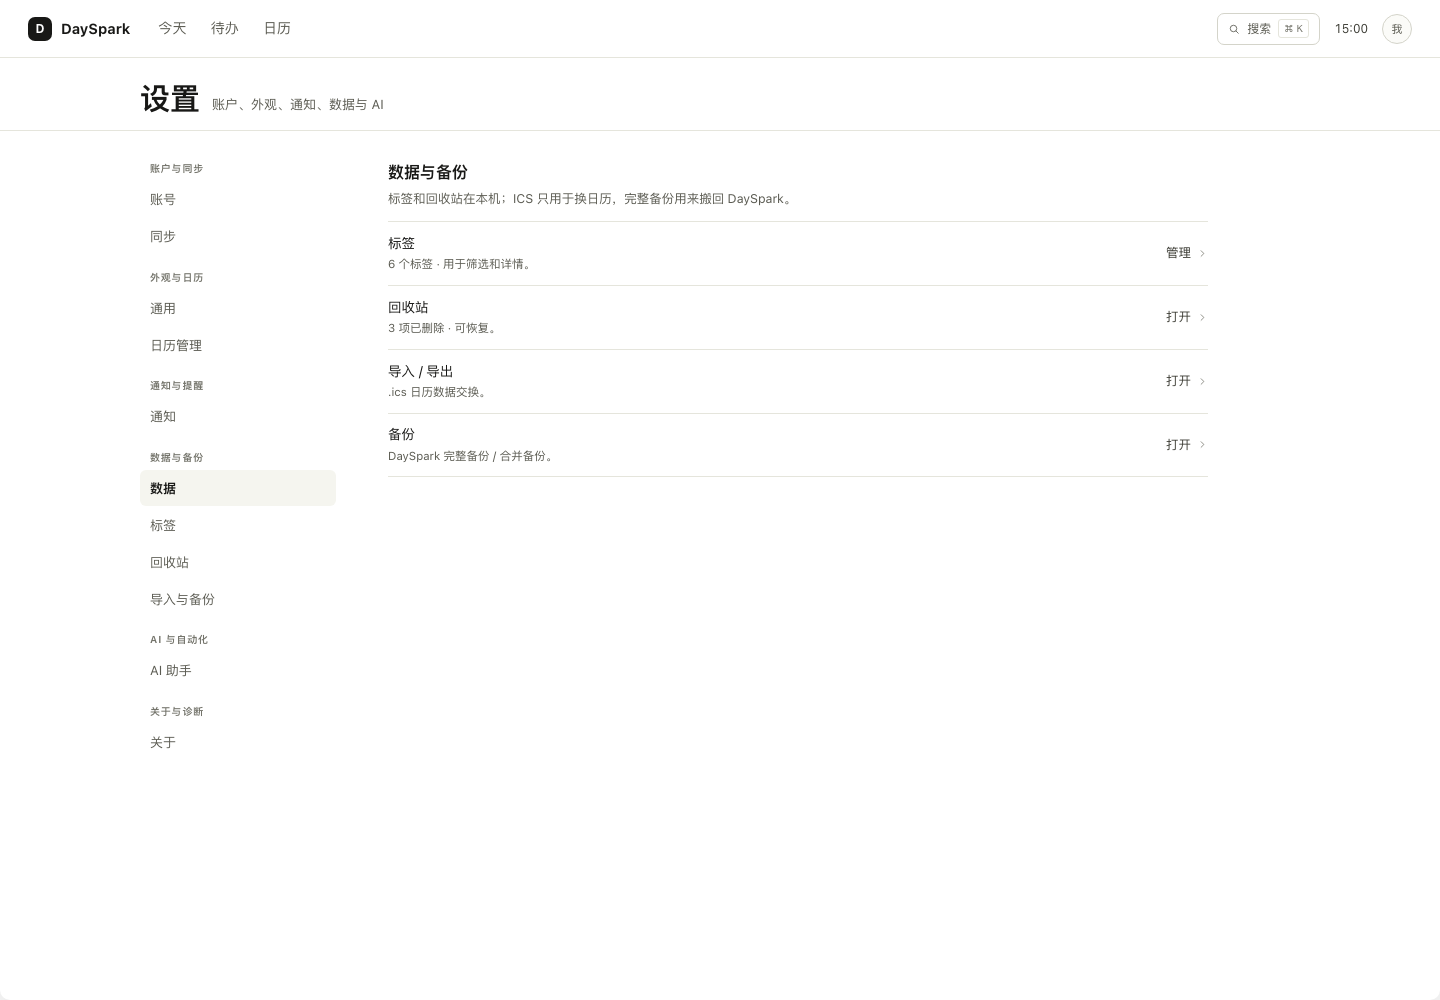 D DaySpark 今天 待办 日历 搜索 ⌘ K 15:00 我
设置 账户、外观、通知、数据与 AI
账户与同步
账号
同步
外观与日历
通用
日历管理
通知与提醒
通知
数据与备份
数据
标签
回收站
导入与备份
AI 与自动化
AI 助手
关于与诊断
关于
数据与备份
标签和回收站在本机；ICS 只用于换日历，完整备份用来搬回 DaySpark。
标签
6 个标签 · 用于筛选和详情。
管理
回收站
3 项已删除 · 可恢复。
打开
导入 / 导出
.ics 日历数据交换。
打开
备份
DaySpark 完整备份 / 合并备份。
打开